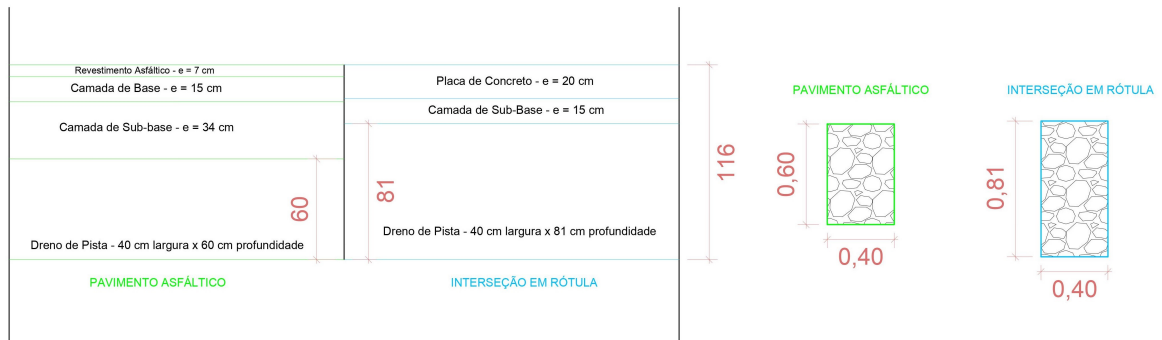 Revestimento Asfáltico - e = 7 cm
Camada de Base - e = 15 cm
Camada de Sub-base - e = 34 cm
60
Dreno de Pista - 40 cm largura x 60 cm profundidade
PAVIMENTO ASFÁLTICO
Placa de Concreto - e = 20 cm
Camada de Sub-Base - e = 15 cm
81
Dreno de Pista - 40 cm largura x 81 cm profundidade
INTERSEÇÃO EM RÓTULA
116
PAVIMENTO ASFÁLTICO
0,60
0,40
INTERSEÇÃO EM RÓTULA
0,81
0,40